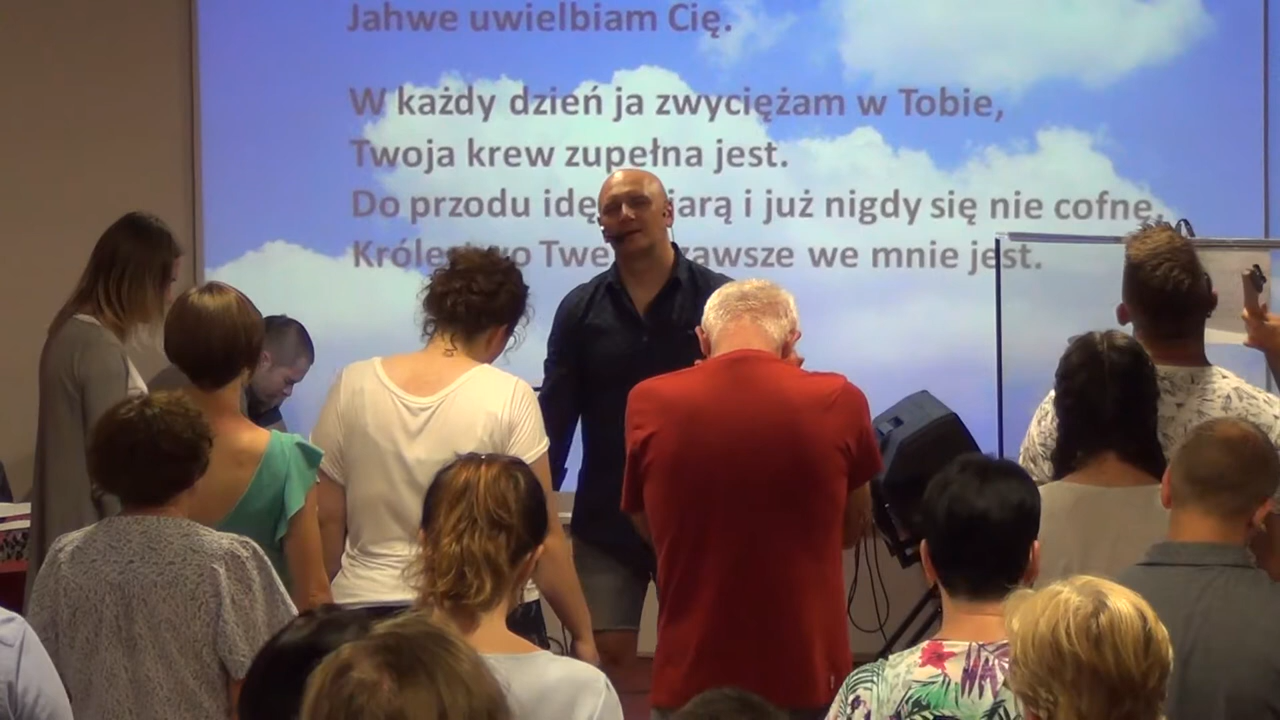 Jahwe uwielbiam Cię.
W każdy dzień ja zwyciężam w Tobie,
Twoja krew zupełna jest.
Do przodu idę i już nigdy się nie cofnę,
zawsze we mnie jest.